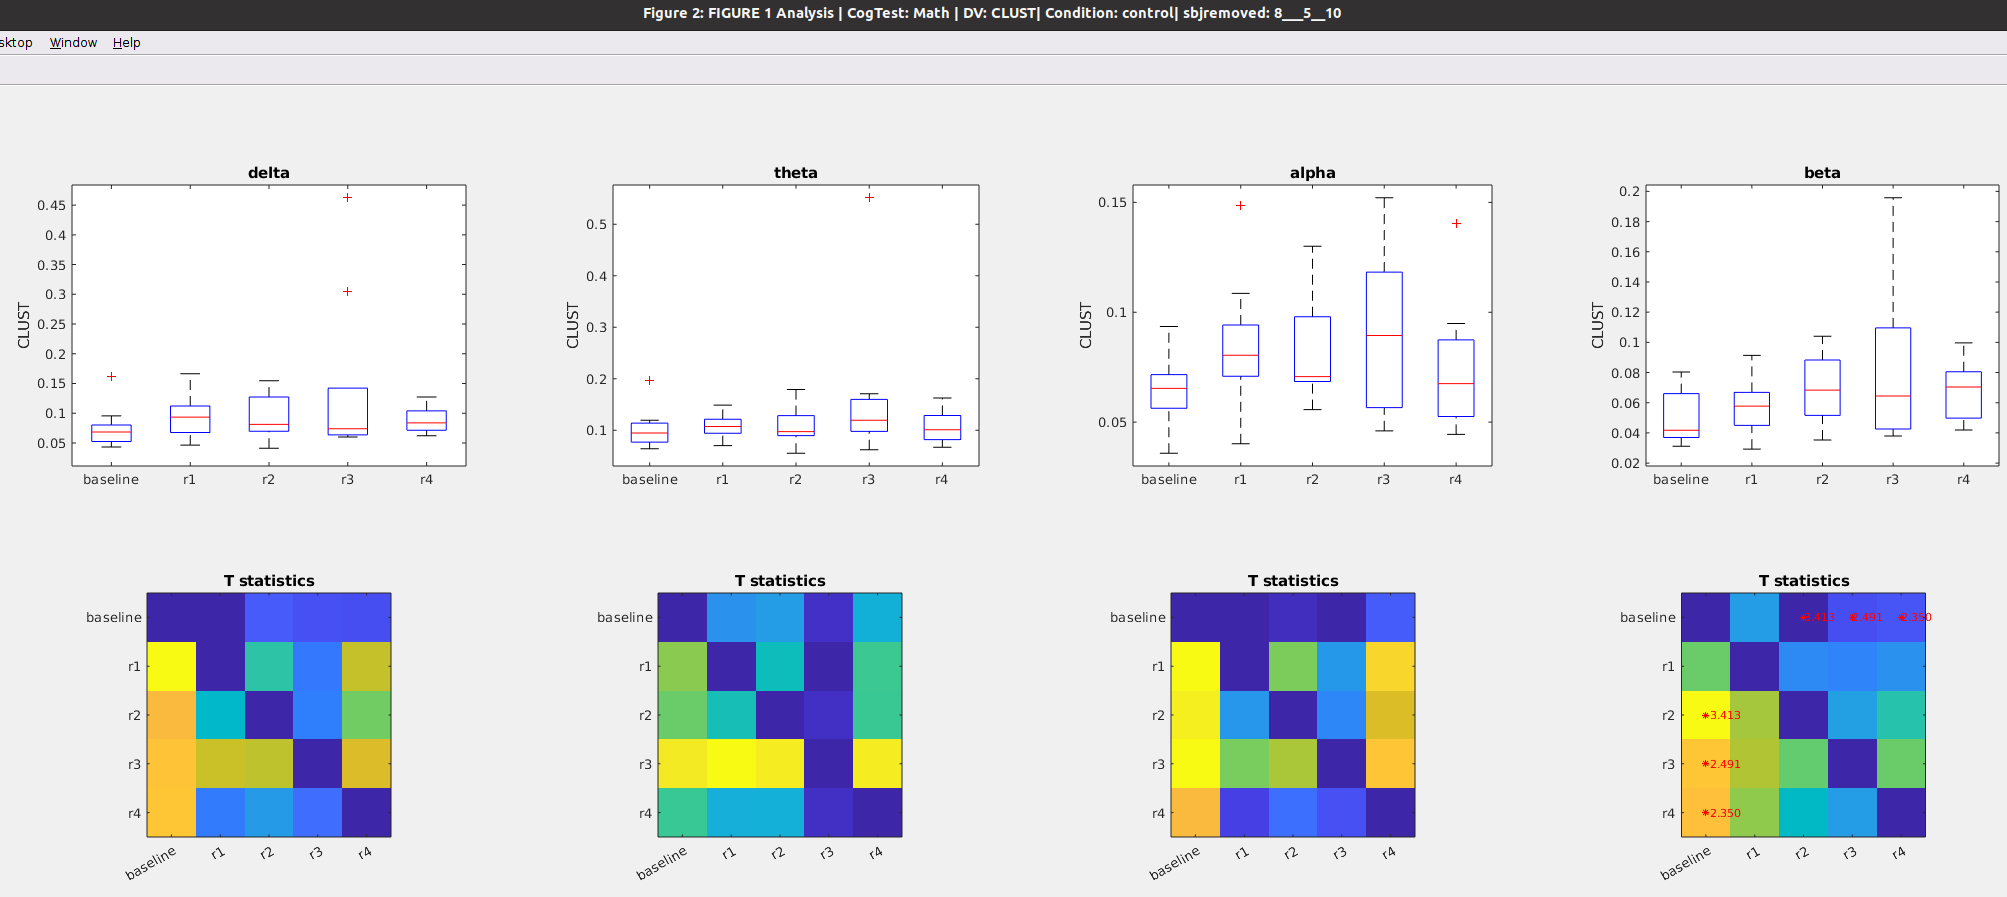 Figure 2: FIGURE 1 Analysis | CogTest: Math | DV: CLUST| Condition: control| sbjremoved: 8___5__10
sktop Window Help
delta
CLUST
0.45
0.4
0.35
0.3
0.25
0.2
0.15
0.1
0.05
baseline r1 r2 r3 r4
theta
CLUST
0.5
0.4
0.3
0.2
0.1
baseline r1 r2 r3 r4
alpha
CLUST
0.15
0.1
0.05
baseline r1 r2 r3 r4
beta
CLUST
0.2
0.18
0.16
0.14
0.12
0.1
0.08
0.06
0.04
0.02
baseline r1 r2 r3 r4
T statistics
baseline
r1
r2
r3
r4
baseline r1 r2 r3 r4
T statistics
baseline
r1
r2
r3
r4
baseline r1 r2 r3 r4
T statistics
baseline
r1
r2
r3
r4
baseline r1 r2 r3 r4
T statistics
baseline *3.413 *2.491 *2.350
r1
r2 *3.413
r3 *2.491
r4 *2.350
baseline r1 r2 r3 r4